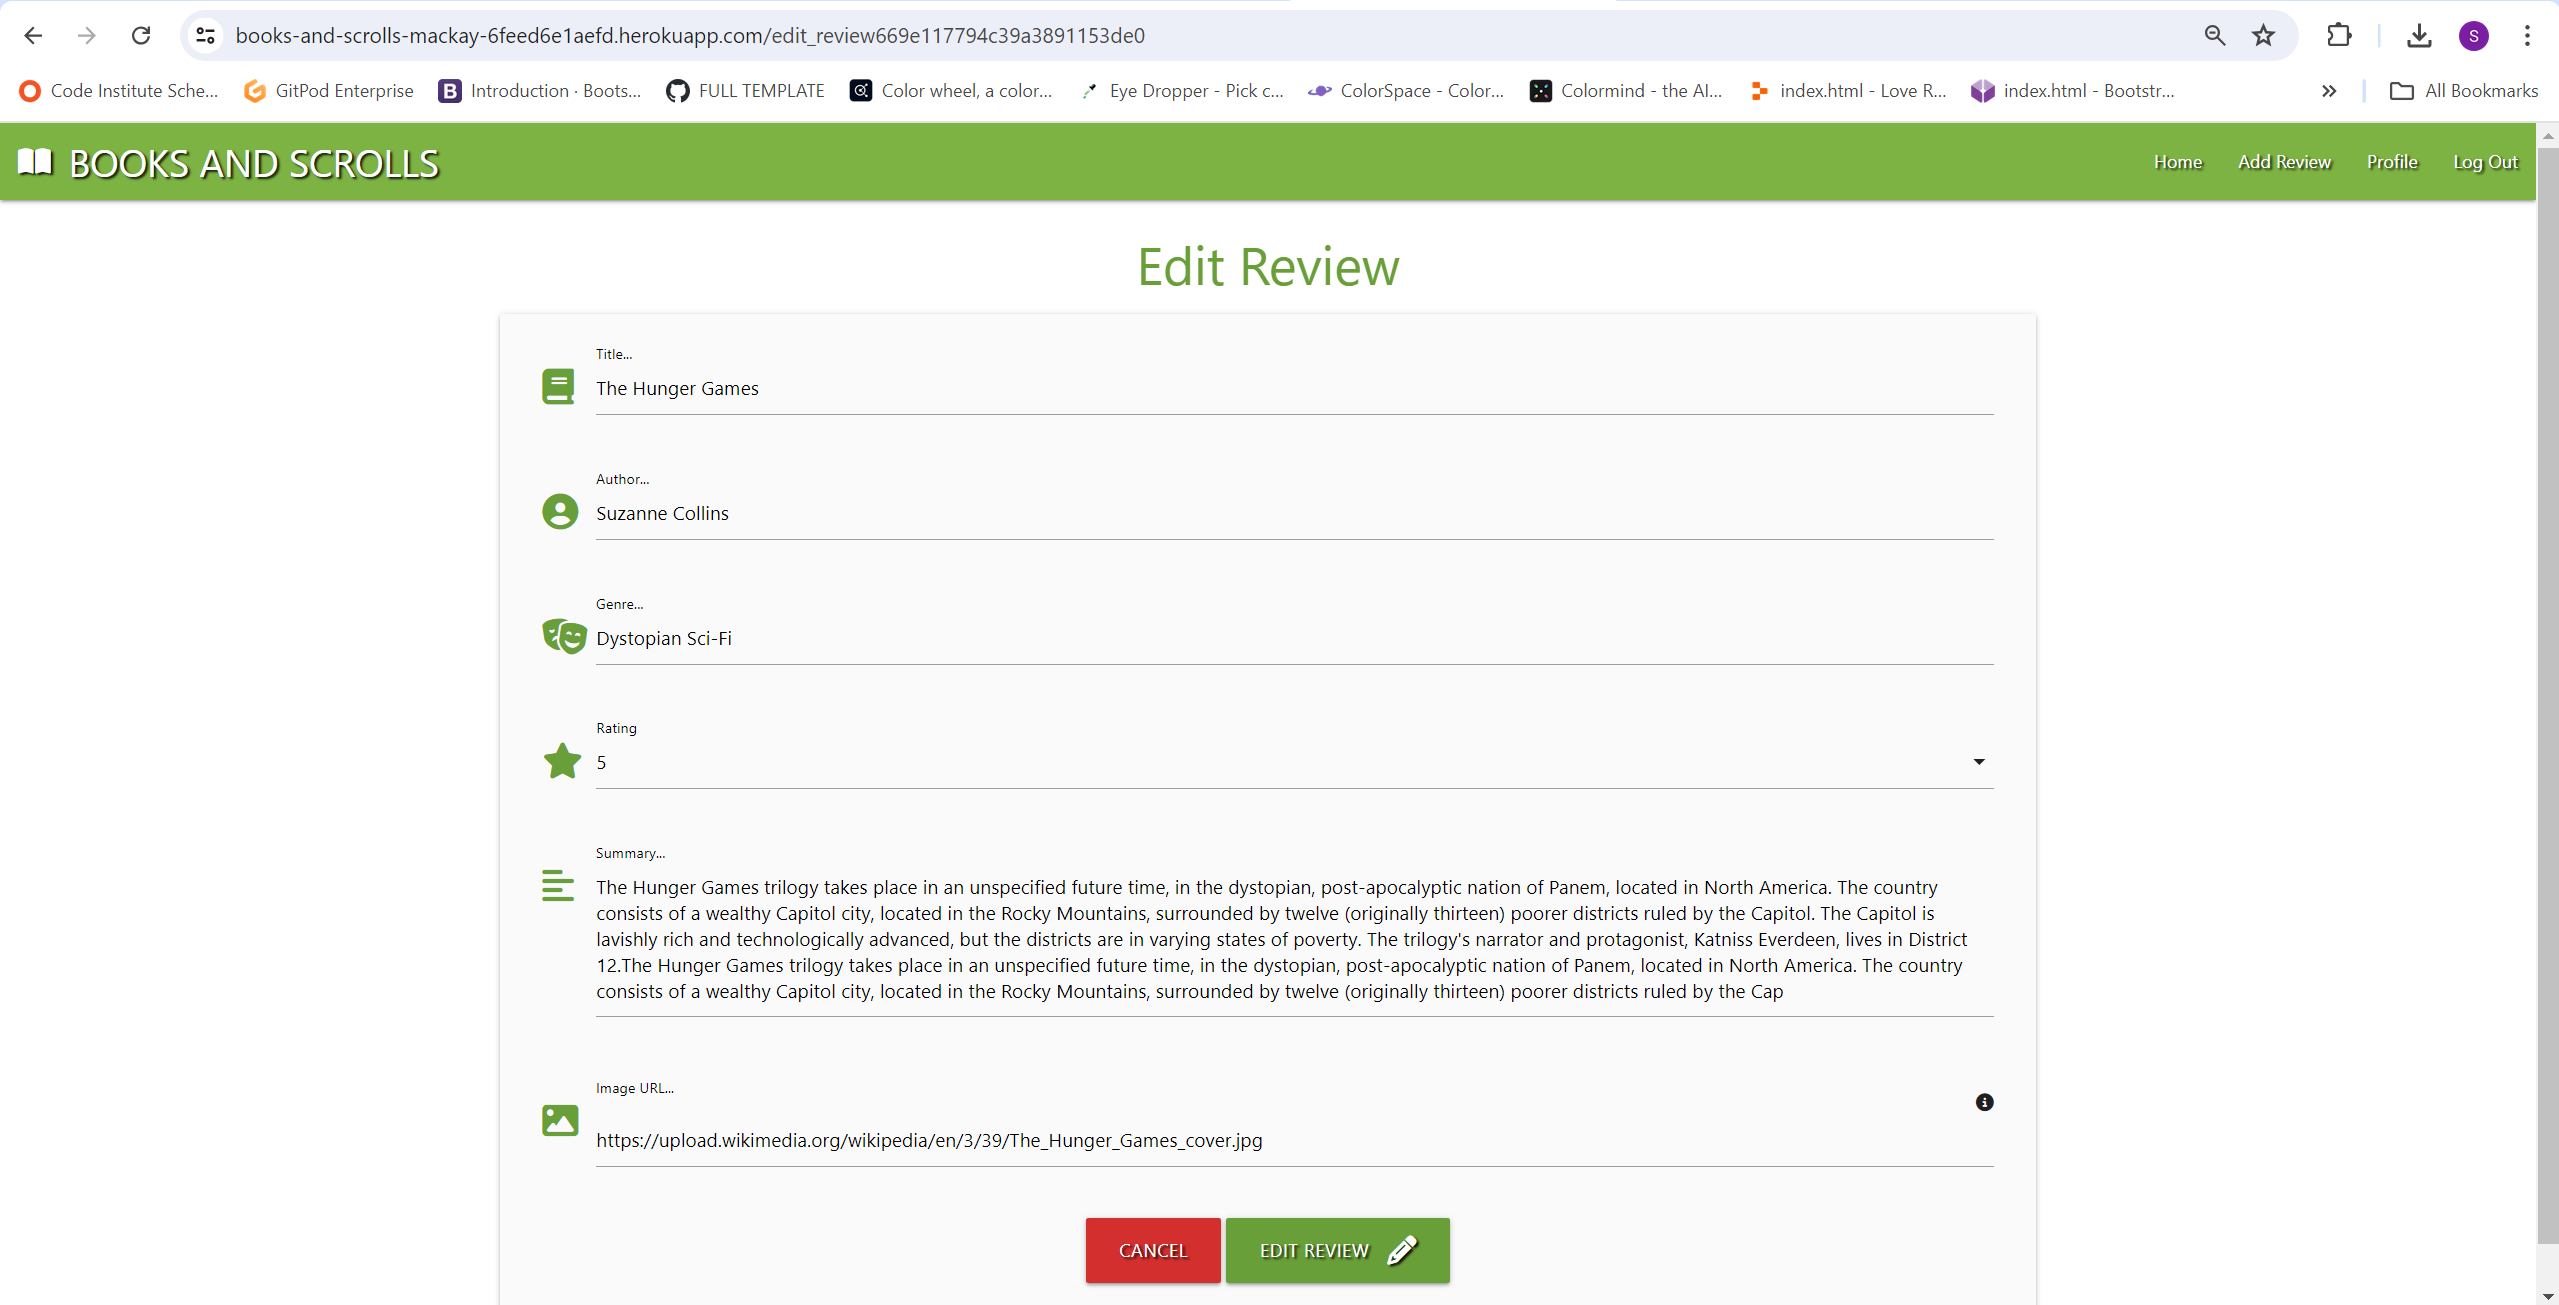 books-and-scrolls-mackay-6feed6e1aefd.herokuapp.com/edit_review669e117794c39a3891153de0
S
Code Institute Sche... GitPod Enterprise B Introduction · Boots... FULL TEMPLATE Color wheel, a color... Eye Dropper - Pick c... ColorSpace - Color... Colormind - the AI... index.html - Love R... index.html - Bootstr... » All Bookmarks
BOOKS AND SCROLLS Home Add Review Profile Log Out
Edit Review
Title...
The Hunger Games
Author...
Suzanne Collins
Genre...
Dystopian Sci-Fi
Rating
5
Summary...
The Hunger Games trilogy takes place in an unspecified future time, in the dystopian, post-apocalyptic nation of Panem, located in North America. The country
consists of a wealthy Capitol city, located in the Rocky Mountains, surrounded by twelve (originally thirteen) poorer districts ruled by the Capitol. The Capitol is
lavishly rich and technologically advanced, but the districts are in varying states of poverty. The trilogy's narrator and protagonist, Katniss Everdeen, lives in District
12.The Hunger Games trilogy takes place in an unspecified future time, in the dystopian, post-apocalyptic nation of Panem, located in North America. The country
consists of a wealthy Capitol city, located in the Rocky Mountains, surrounded by twelve (originally thirteen) poorer districts ruled by the Cap
Image URL...
https://upload.wikimedia.org/wikipedia/en/3/39/The_Hunger_Games_cover.jpg
CANCEL EDIT REVIEW